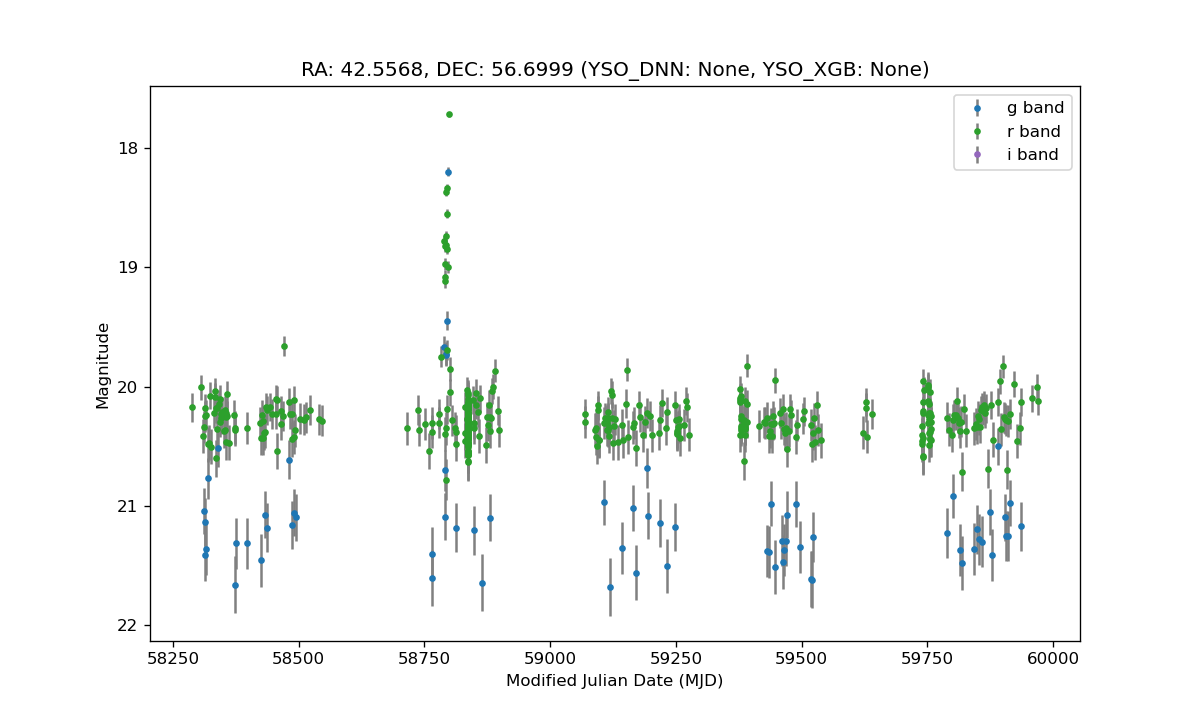 RA: 42.5568, DEC: 56.6999 (YSO_DNN: None, YSO_XGB: None)
g band
r band
i band
18
19
20
21
22
Magnitude
58250 58500 58750 59000 59250 59500 59750 60000
Modified Julian Date (MJD)